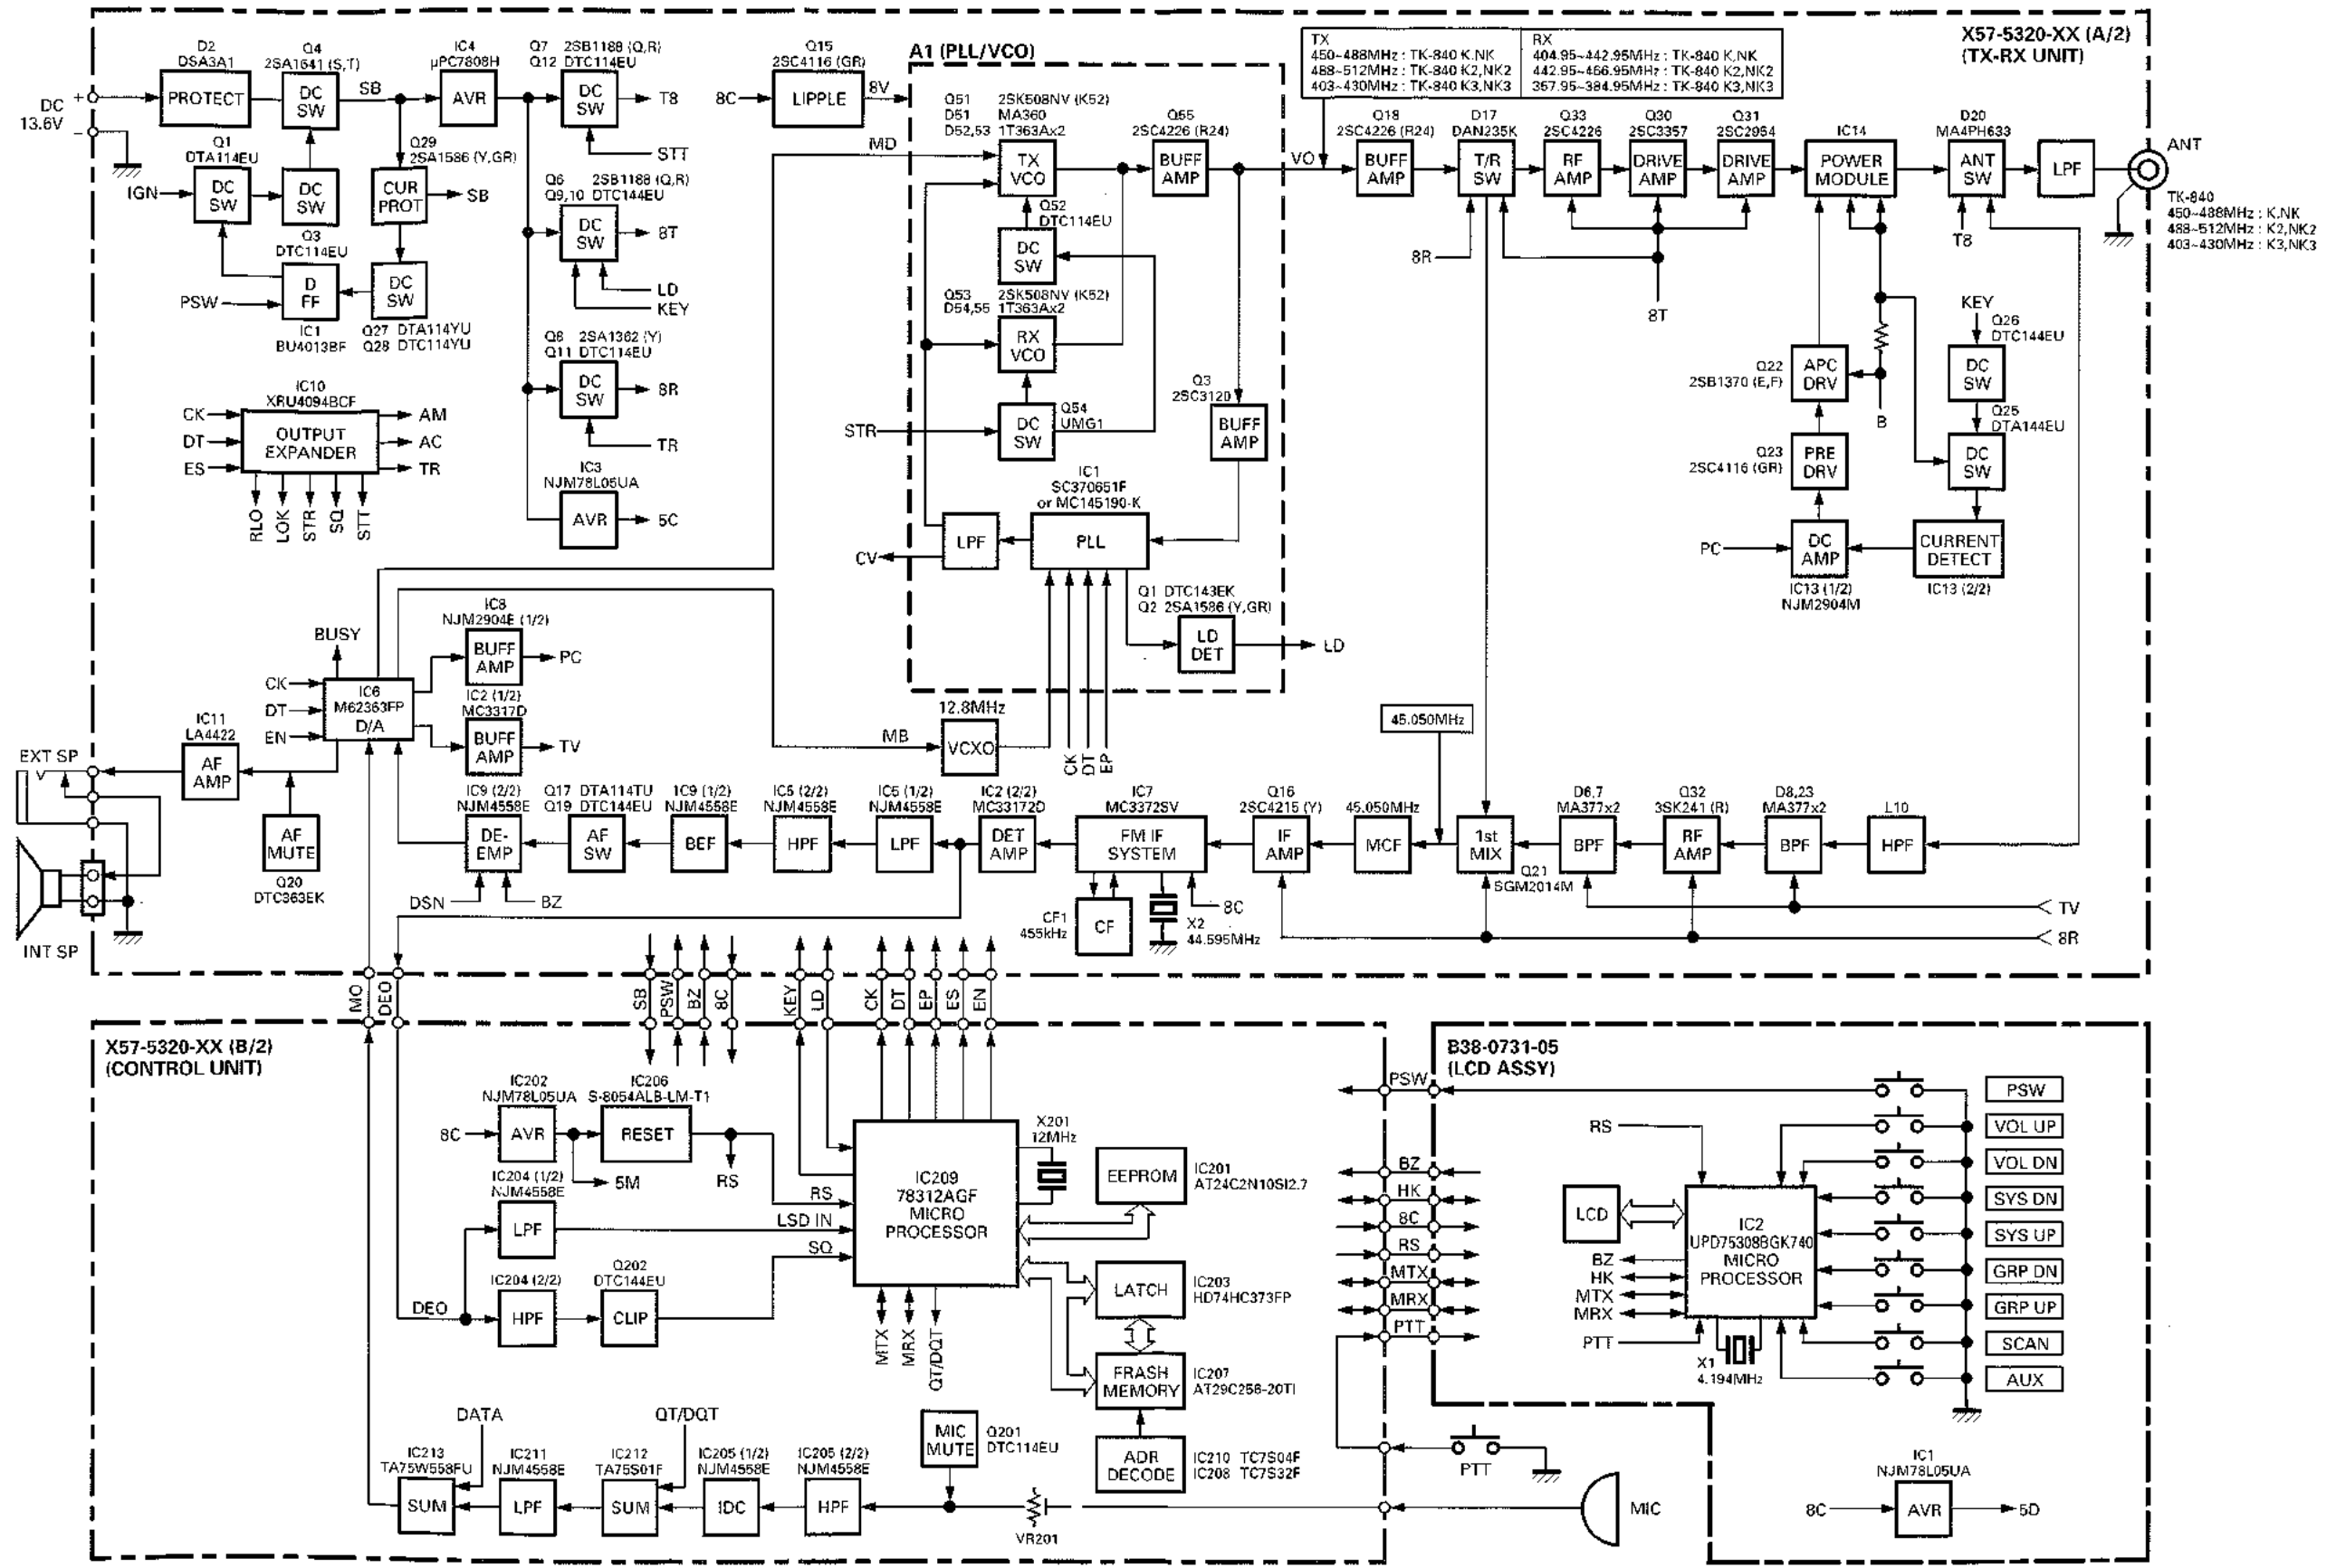 X57-5320-XX (A/2)
(TX-RX UNIT)
D2
DSA3A1
PROTECT
DC
13.6V
+
−
Q4
2SA1641 (S,T)
DC
SW
SB
IC4
µPC7808H
AVR
Q7 2SB1188 (Q,R)
Q12 DTC114EU
DC
SW
T8
STT
Q1
DTA114EU
IGN
DC
SW
DC
SW
Q3
DTC114EU
Q29
2SA1586 (Y,GR)
CUR
PROT
SB
PSW
D
FF
IC1
BU4013BF
DC
SW
Q27 DTA114YU
Q28 DTC114YU
Q6 2SB1188 (Q,R)
Q9,10 DTC144EU
DC
SW
8T
LD
KEY
Q8 2SA1362 (Y)
Q11 DTC114EU
DC
SW
8R
TR
IC3
NJM78L05UA
AVR
5C
IC10
XRU4094BCF
OUTPUT
EXPANDER
CK
DT
ES
AM
AC
TR
RLO
LOK
STR
SQ
STT
Q15
2SC4116 (GR)
8C
LIPPLE
8V
MD
A1 (PLL/VCO)
Q51 2SK508NV (K52)
D51 MA360
D52,53 1T363Ax2
TX
VCO
Q52
DTC114EU
DC
SW
Q53 2SK508NV (K52)
D54,55 1T363Ax2
RX
VCO
STR
DC
SW
Q54
UMG1
Q55
2SC4226 (R24)
BUFF
AMP
Q3
2SC3120
BUFF
AMP
IC1
SC370651F
or MC145190-K
PLL
LPF
CV
Q1 DTC143EK
Q2 2SA1586 (Y,GR)
LD
DET
LD
CK
DT
EP
12.8MHz
VCXO
MB
TX
450~488MHz : TK-840 K,NK
488~512MHz : TK-840 K2,NK2
403~430MHz : TK-840 K3,NK3
RX
404.95~442.95MHz : TK-840 K,NK
442.95~466.95MHz : TK-840 K2,NK2
357.95~384.95MHz : TK-840 K3,NK3
VO
Q18
2SC4226 (R24)
BUFF
AMP
D17
DAN235K
T/R
SW
8R
Q33
2SC4226
RF
AMP
Q30
2SC3357
DRIVE
AMP
Q31
2SC2954
DRIVE
AMP
8T
IC14
POWER
MODULE
D20
MA4PH633
ANT
SW
T8
LPF
ANT
TK-840
450~488MHz : K,NK
488~512MHz : K2,NK2
403~430MHz : K3,NK3
Q22
2SB1370 (E,F)
APC
DRV
B
Q23
2SC4116 (GR)
PRE
DRV
PC
DC
AMP
IC13 (1/2)
NJM2904M
KEY
Q26
DTC144EU
DC
SW
Q25
DTA144EU
DC
SW
CURRENT
DETECT
IC13 (2/2)
BUSY
CK
DT
EN
IC6
M62363FP
D/A
IC8
NJM2904E (1/2)
BUFF
AMP
PC
IC2 (1/2)
MC3317D
BUFF
AMP
TV
IC11
LA4422
AF
AMP
AF
MUTE
Q20
DTC363EK
EXT SP
INT SP
IC9 (2/2)
NJM4558E
DE-
EMP
DSN
BZ
Q17 DTA114TU
Q19 DTC144EU
AF
SW
IC9 (1/2)
NJM4558E
BEF
IC5 (2/2)
NJM4558E
HPF
IC5 (1/2)
NJM4558E
LPF
IC2 (2/2)
MC33172D
DET
AMP
IC7
MC3372SV
FM IF
SYSTEM
CF1
455kHz
CF
X2
44.595MHz
8C
Q16
2SC4215 (Y)
IF
AMP
45.050MHz
MCF
45.050MHz
1st
MIX
Q21
SGM2014M
D6,7
MA377x2
BPF
Q32
3SK241 (R)
RF
AMP
D8,23
MA377x2
BPF
L10
HPF
TV
8R
MO
DEO
SB
PSW
BZ
8C
KEY
LD
CK
DT
EP
ES
EN
X57-5320-XX (B/2)
(CONTROL UNIT)
IC202
NJM78L05UA
8C
AVR
5M
IC206
S-8054ALB-LM-T1
RESET
RS
RS
IC204 (1/2)
NJM4558E
LPF
LSD IN
SQ
DEO
IC204 (2/2)
HPF
Q202
DTC144EU
CLIP
IC209
78312AGF
MICRO
PROCESSOR
X201
12MHz
MTX
MRX
QT/DQT
EEPROM
IC201
AT24C2N10SI2.7
LATCH
IC203
HD74HC373FP
FRASH
MEMORY
IC207
AT29C256-20TI
ADR
DECODE
IC210 TC7S04F
IC208 TC7S32F
DATA
IC213
TA75W558FU
SUM
IC211
NJM4558E
LPF
QT/DQT
IC212
TA75S01F
SUM
IC205 (1/2)
NJM4558E
IDC
IC205 (2/2)
NJM4558E
HPF
MIC
MUTE
Q201
DTC114EU
VR201
PSW
BZ
HK
8C
RS
MTX
MRX
PTT
PTT
MIC
B38-0731-05
(LCD ASSY)
RS
LCD
BZ
HK
MTX
MRX
PTT
IC2
UPD75308BGK740
MICRO
PROCESSOR
X1
4.194MHz
PSW
VOL UP
VOL DN
SYS DN
SYS UP
GRP DN
GRP UP
SCAN
AUX
IC1
NJM78L05UA
8C
AVR
5D